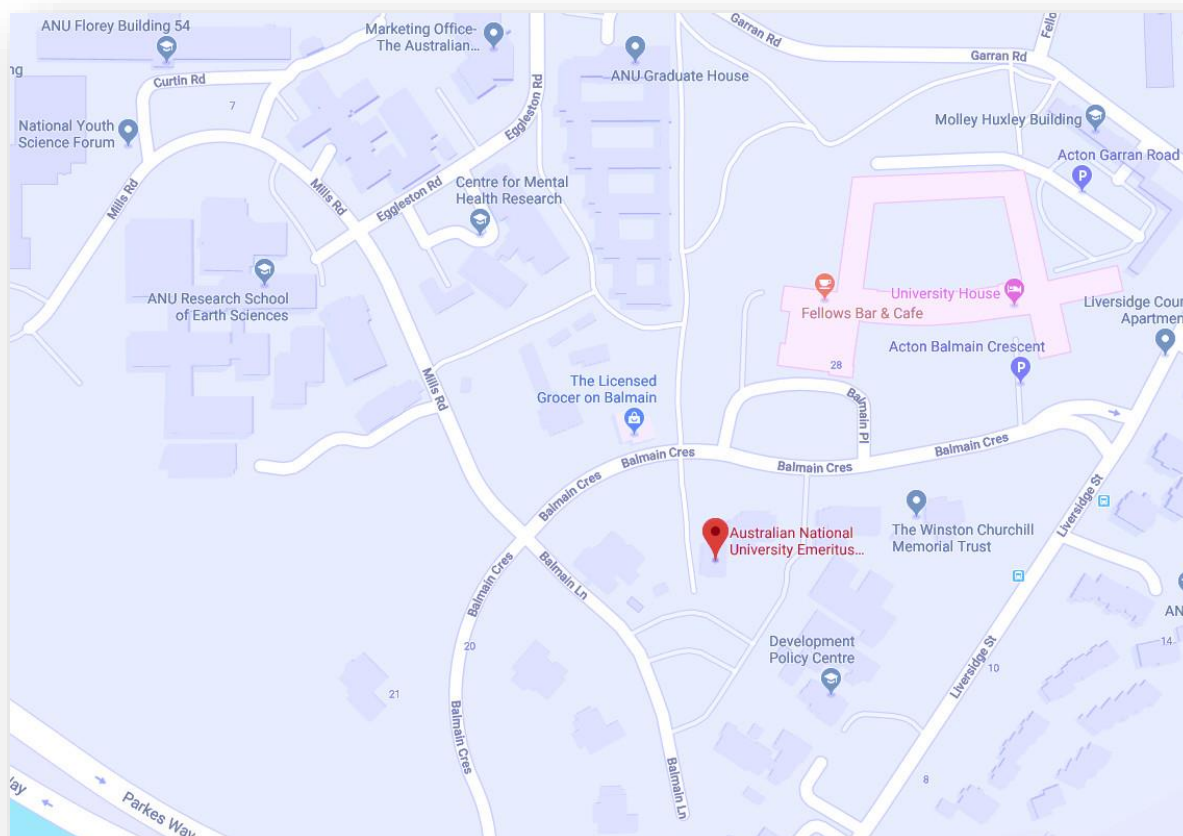 ANU Florey Building 54
Marketing Office-
The Australian...
Garran Rd
Garran Rd
ANU Graduate House
Curtin Rd
7
Eggleston Rd
National Youth
Science Forum
Molley Huxley Building
Acton Garran Road
P
Mills Rd
Mills Rd
Eggleston Rd
Centre for Mental
Health Research
ANU Research School
of Earth Sciences
University House
Fellows Bar & Cafe
Acton Balmain Crescent
P
28
The Licensed
Grocer on Balmain
Mills Rd
Balmain Pl
Balmain Cres
Balmain Cres
Balmain Cres
Balmain Cres
Liversidge St
Australian National
University Emeritus...
The Winston Churchill
Memorial Trust
Balmain Ln
Balmain Cres
20
Development
Policy Centre
14
10
21
Liversidge St
Balmain Cres
Balmain Ln
8
Parkes Way